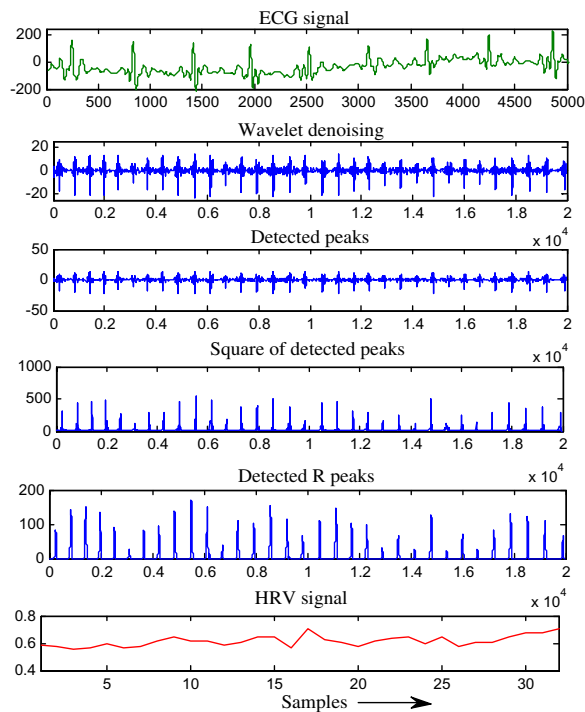 ECG signal
200
0
-200
0 500 1000 1500 2000 2500 3000 3500 4000 4500 5000
Wavelet denoising
20
0
-20
0 0.2 0.4 0.6 0.8 1 1.2 1.4 1.6 1.8 2
x 10^4
Detected peaks
50
0
-50
0 0.2 0.4 0.6 0.8 1 1.2 1.4 1.6 1.8 2
x 10^4
Square of detected peaks
1000
500
0
0 0.2 0.4 0.6 0.8 1 1.2 1.4 1.6 1.8 2
x 10^4
Detected R peaks
200
100
0
0 0.2 0.4 0.6 0.8 1 1.2 1.4 1.6 1.8 2
x 10^4
HRV signal
0.8
0.6
0.4
5 10 15 20 25 30
Samples